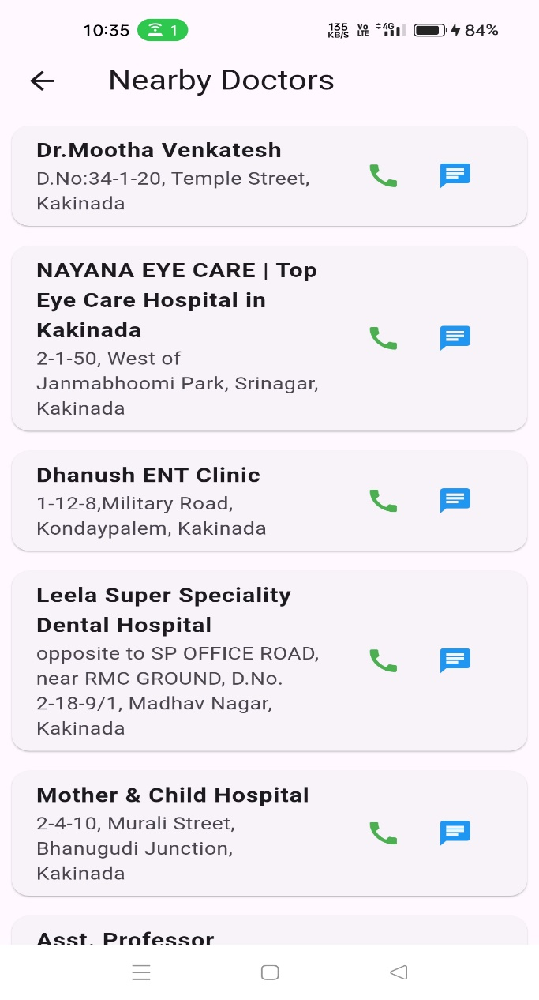 10:35
1
135 KB/S Vo LTE 4G 84%
Nearby Doctors
Dr.Mootha Venkatesh
D.No:34-1-20, Temple Street,
Kakinada
NAYANA EYE CARE | Top
Eye Care Hospital in
Kakinada
2-1-50, West of
Janmabhoomi Park, Srinagar,
Kakinada
Dhanush ENT Clinic
1-12-8,Military Road,
Kondaypalem, Kakinada
Leela Super Speciality
Dental Hospital
opposite to SP OFFICE ROAD,
near RMC GROUND, D.No.
2-18-9/1, Madhav Nagar,
Kakinada
Mother & Child Hospital
2-4-10, Murali Street,
Bhanugudi Junction,
Kakinada
Asst. Professor